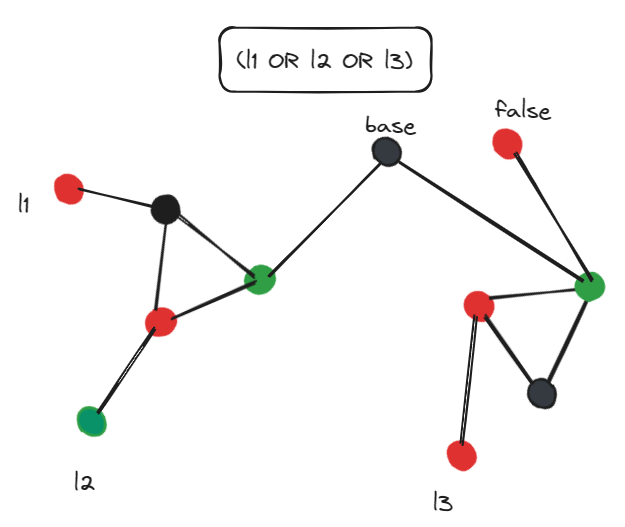 (l1 OR l2 OR l3)
base
false
l1
l2
l3